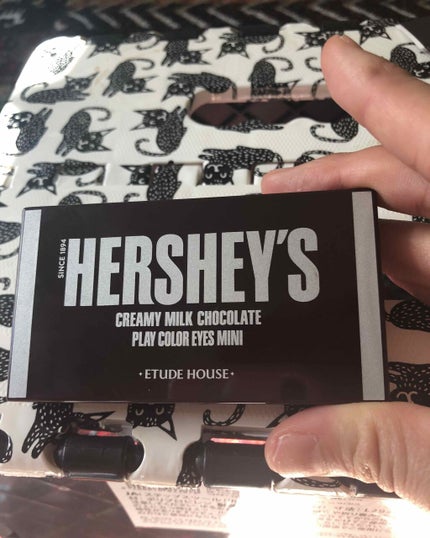 SINCE 1894
HERSHEY'S
CREAMY MILK CHOCOLATE
PLAY COLOR EYES MINI
·ETUDE HOUSE·